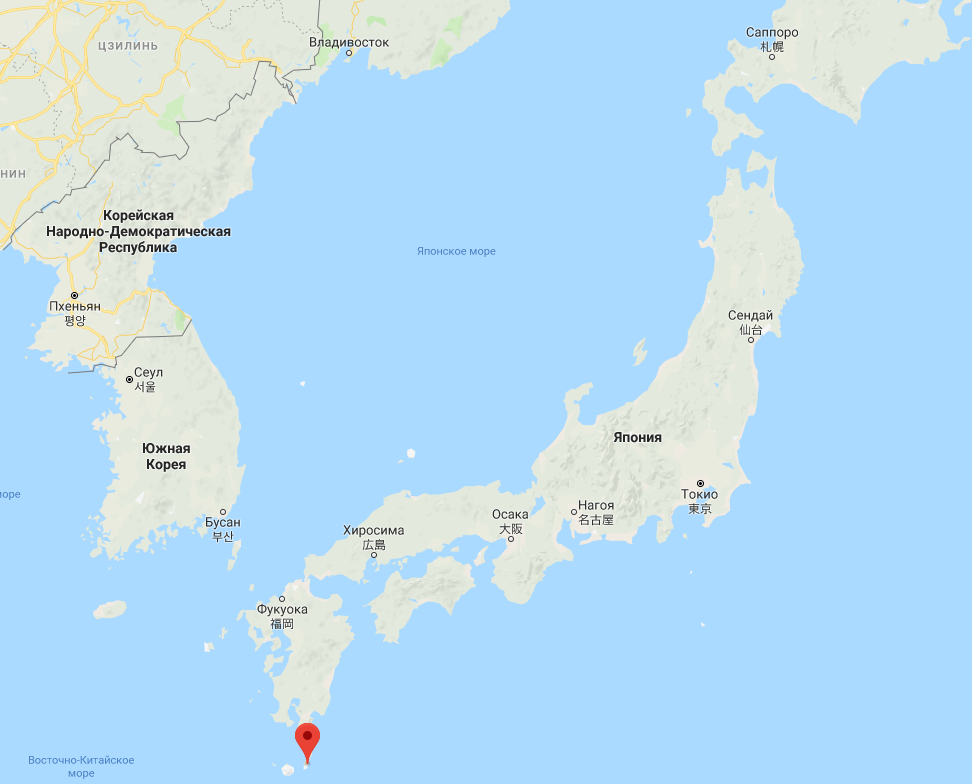 Владивосток
Саппоро
札幌
ЦЗИЛИНЬ
НИН
Корейская
Народно-Демократическая
Республика
Японское море
Пхеньян
평양
Сендай
仙台
Сеул
서울
Япония
Южная
Корея
Токио
東京
море
Нагоя
名古屋
Осака
大阪
Бусан
부산
Хиросима
広島
Фукуока
福岡
Восточно-Китайское
море